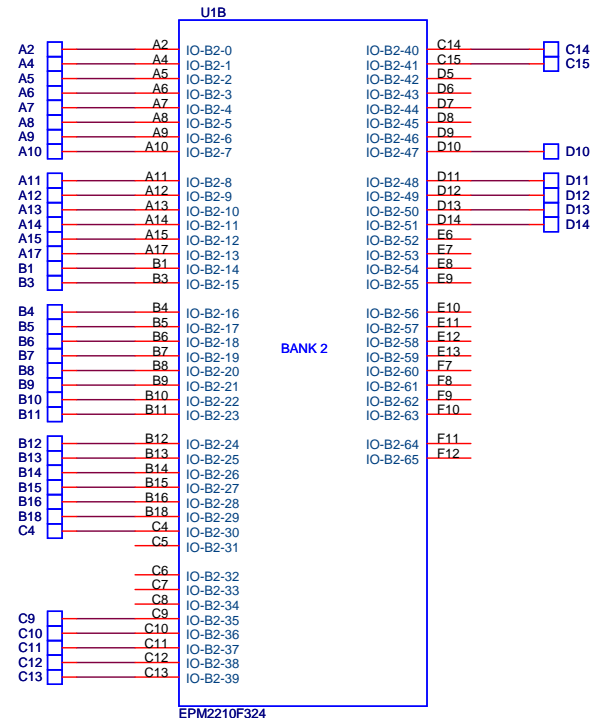 U1B
A2 A2 IO-B2-0 IO-B2-40 C14 C14
A4 A4 IO-B2-1 IO-B2-41 C15 C15
A5 A5 IO-B2-2 IO-B2-42 D5
A6 A6 IO-B2-3 IO-B2-43 D6
A7 A7 IO-B2-4 IO-B2-44 D7
A8 A8 IO-B2-5 IO-B2-45 D8
A9 A9 IO-B2-6 IO-B2-46 D9
A10 A10 IO-B2-7 IO-B2-47 D10 D10
A11 A11 IO-B2-8 IO-B2-48 D11 D11
A12 A12 IO-B2-9 IO-B2-49 D12 D12
A13 A13 IO-B2-10 IO-B2-50 D13 D13
A14 A14 IO-B2-11 IO-B2-51 D14 D14
A15 A15 IO-B2-12 IO-B2-52 E6
A17 A17 IO-B2-13 IO-B2-53 E7
B1 B1 IO-B2-14 IO-B2-54 E8
B3 B3 IO-B2-15 IO-B2-55 E9
B4 B4 IO-B2-16 IO-B2-56 E10
B5 B5 IO-B2-17 IO-B2-57 E11
B6 B6 IO-B2-18 IO-B2-58 E12
BANK 2
B7 B7 IO-B2-19 IO-B2-59 E13
B8 B8 IO-B2-20 IO-B2-60 F7
B9 B9 IO-B2-21 IO-B2-61 F8
B10 B10 IO-B2-22 IO-B2-62 F9
B11 B11 IO-B2-23 IO-B2-63 F10
B12 B12 IO-B2-24 IO-B2-64 F11
B13 B13 IO-B2-25 IO-B2-65 F12
B14 B14 IO-B2-26
B15 B15 IO-B2-27
B16 B16 IO-B2-28
B18 B18 IO-B2-29
C4 C4 IO-B2-30
C5 IO-B2-31
C6 IO-B2-32
C7 IO-B2-33
C8 IO-B2-34
C9 C9 IO-B2-35
C10 C10 IO-B2-36
C11 C11 IO-B2-37
C12 C12 IO-B2-38
C13 C13 IO-B2-39
EPM2210F324